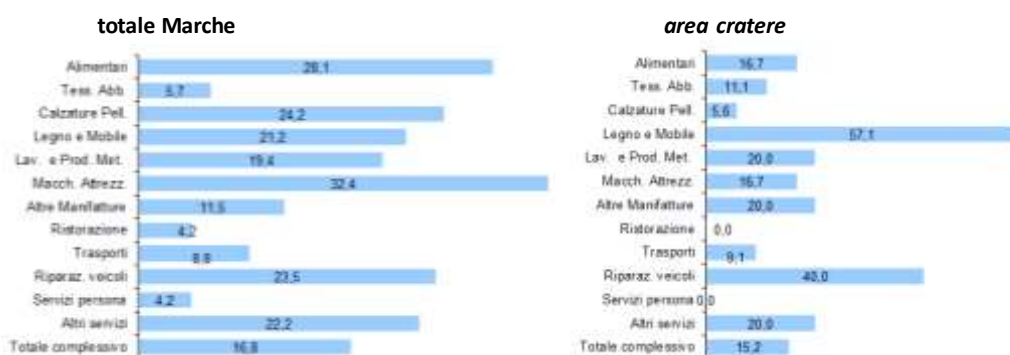 totale Marche
Alimentari 28,1
Tess. Abb. 5,7
Calzature Pell. 24,2
Legno e Mobile 21,2
Lav. e Prod. Met. 19,4
Macch. Attrezz. 32,4
Altre Manifatture 11,5
Ristorazione 4,2
Trasporti 8,8
Riparaz. veicoli 23,5
Servizi persona 4,2
Altri servizi 22,2
Totale complessivo 16,8
area cratere
Alimentari 16,7
Tess. Abb. 11,1
Calzature Pell. 5,6
Legno e Mobile 57,1
Lav. e Prod. Met. 20,0
Macch. Attrezz. 16,7
Altre Manifatture 20,0
Ristorazione 0,0
Trasporti 9,1
Riparaz. veicoli 40,0
Servizi persona 0,0
Altri servizi 20,0
Totale complessivo 15,2